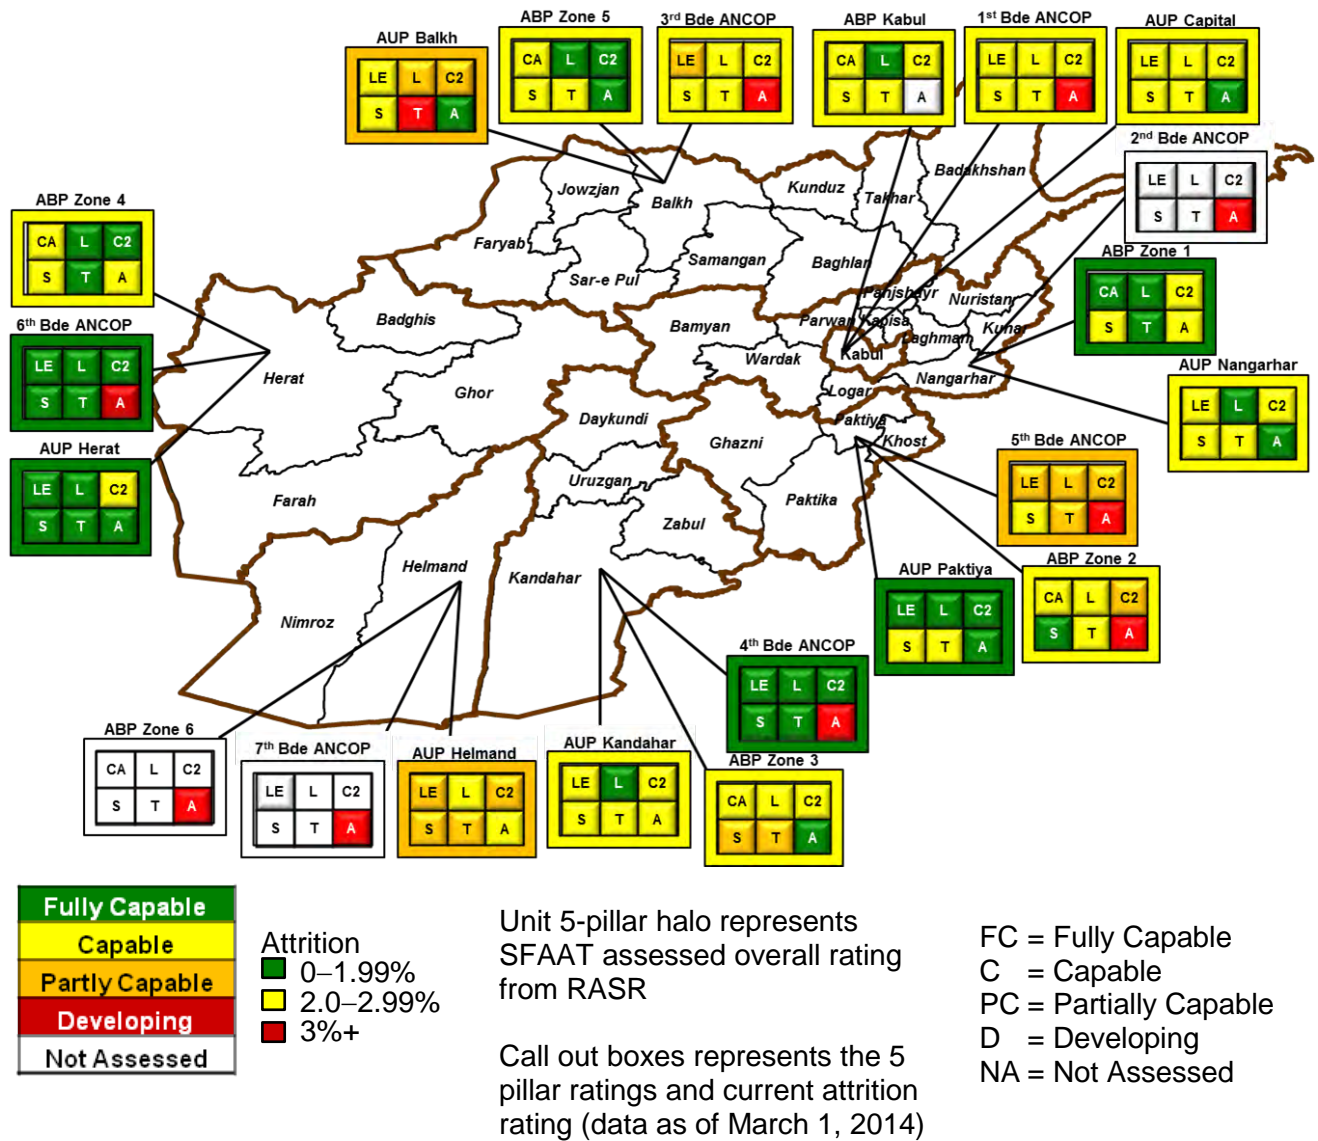 AUP Balkh
LE L C2
S T A
ABP Zone 5
CA L C2
S T A
3rd Bde ANCOP
LE L C2
S T A
ABP Kabul
CA L C2
S T A
1st Bde ANCOP
LE L C2
S T A
AUP Capital
LE L C2
S T A
2nd Bde ANCOP
LE L C2
S T A
ABP Zone 4
CA L C2
S T A
6th Bde ANCOP
LE L C2
S T A
AUP Herat
LE L C2
S T A
ABP Zone 1
CA L C2
S T A
AUP Nangarhar
LE L C2
S T A
5th Bde ANCOP
LE L C2
S T A
ABP Zone 2
CA L C2
S T A
AUP Paktiya
LE L C2
S T A
4th Bde ANCOP
LE L C2
S T A
ABP Zone 3
CA L C2
S T A
AUP Kandahar
LE L C2
S T A
AUP Helmand
LE L C2
S T A
7th Bde ANCOP
LE L C2
S T A
ABP Zone 6
CA L C2
S T A
Jowzjan
Balkh
Kunduz
Takhar
Badakhshan
Faryab
Sar-e Pul
Samangan
Baghlan
Panjshayr
Nuristan
Badghis
Bamyan
Parwan
Kapisa
Kunar
Laghman
Herat
Wardak
Kabul
Nangarhar
Ghor
Logar
Daykundi
Ghazni
Paktiya
Khost
Uruzgan
Paktika
Farah
Zabul
Helmand
Kandahar
Nimroz
Fully Capable
Capable
Partly Capable
Developing
Not Assessed
Attrition
0–1.99%
2.0–2.99%
3%+
Unit 5-pillar halo represents
SFAAT assessed overall rating
from RASR
Call out boxes represents the 5
pillar ratings and current attrition
rating (data as of March 1, 2014)
FC = Fully Capable
C = Capable
PC = Partially Capable
D = Developing
NA = Not Assessed